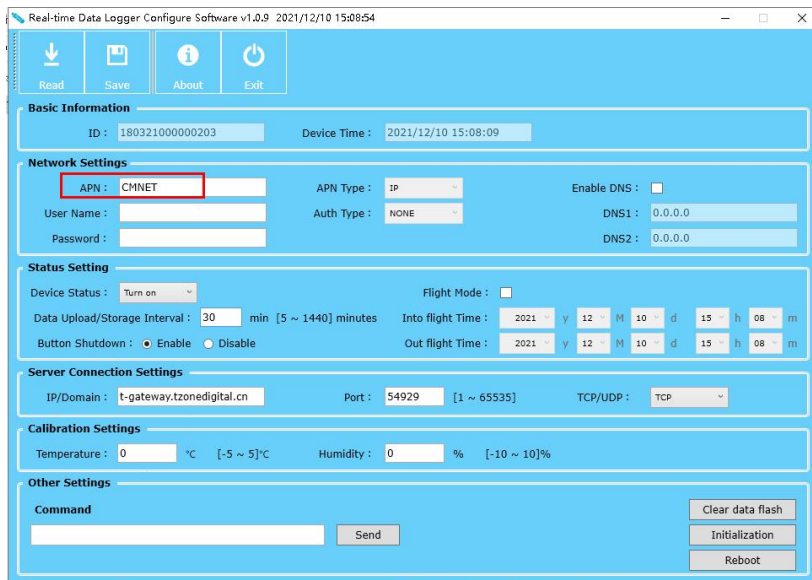 Real-time Data Logger Configure Software v1.0.9 2021/12/10 15:08:54
Read Save About Exit
Basic Information
ID : 180321000000203 Device Time : 2021/12/10 15:08:09
Network Settings
APN : CMNET APN Type : IP Enable DNS :
User Name : Auth Type : NONE DNS1 : 0.0.0.0
Password : DNS2 : 0.0.0.0
Status Setting
Device Status : Turn on Flight Mode :
Data Upload/Storage Interval : 30 min [5 ~ 1440] minutes Into flight Time : 2021 y 12 M 10 d 15 h 08 m
Button Shutdown : Enable Disable Out flight Time : 2021 y 12 M 10 d 15 h 08 m
Server Connection Settings
IP/Domain : t-gateway.tzonedigital.cn Port : 54929 [1 ~ 65535] TCP/UDP : TCP
Calibration Settings
Temperature : 0 °C [-5 ~ 5]°C Humidity : 0 % [-10 ~ 10]%
Other Settings
Command Clear data flash
Send Initialization
Reboot